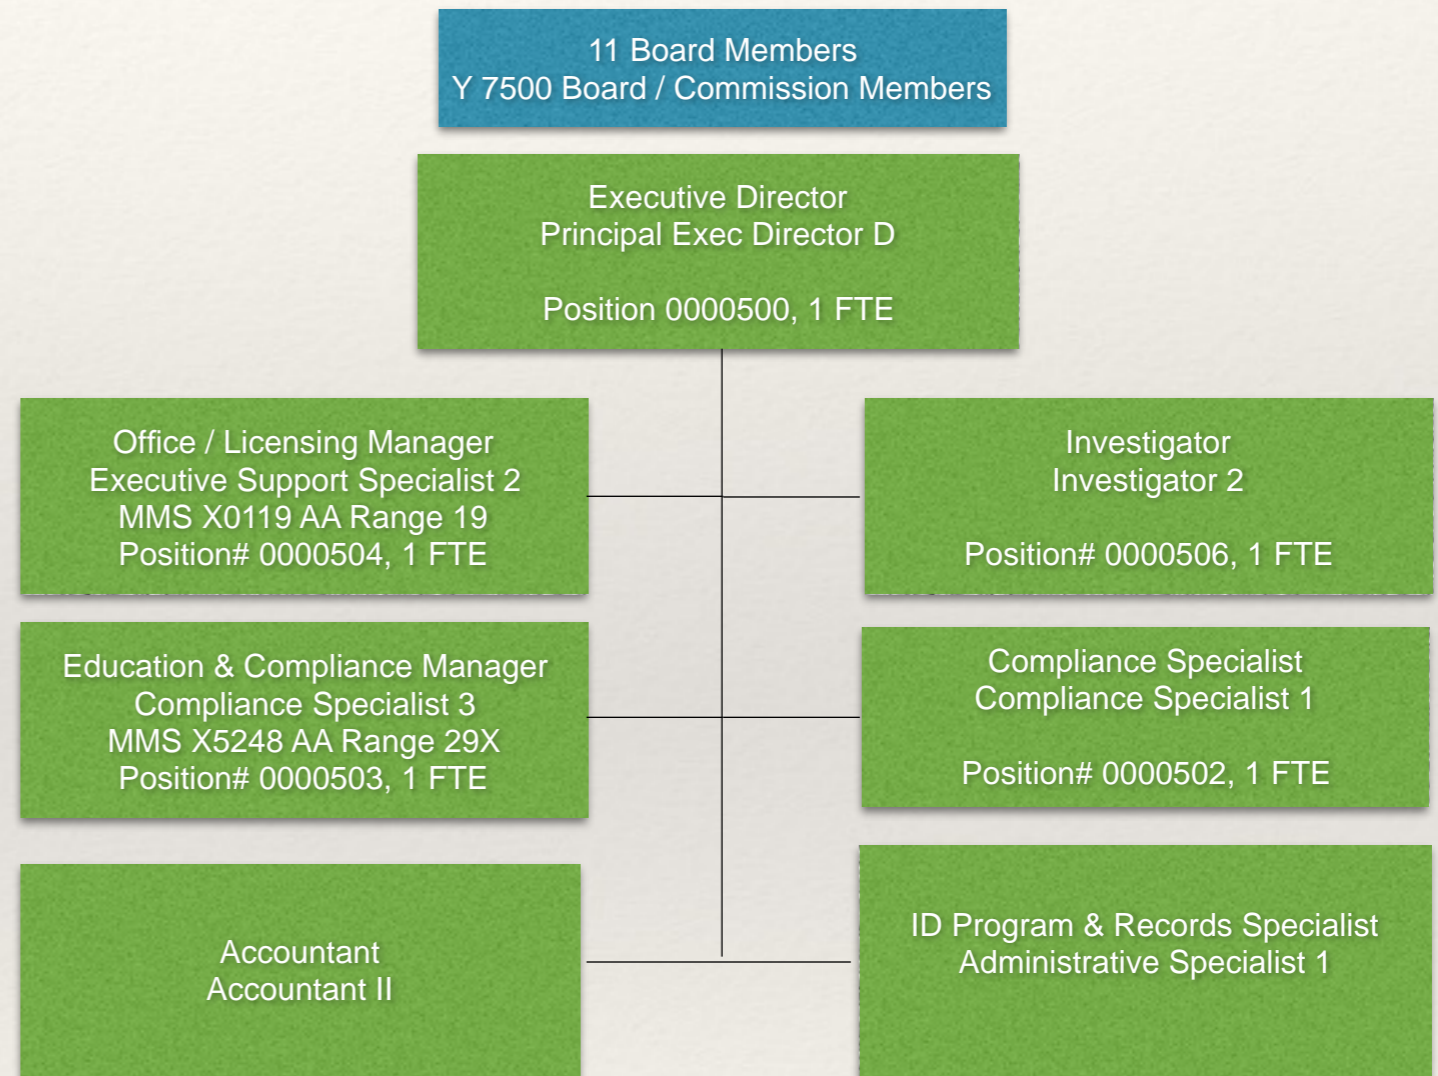 11 Board Members
Y 7500 Board / Commission Members
Executive Director
Principal Exec Director D
Position 0000500, 1 FTE
Office / Licensing Manager
Executive Support Specialist 2
MMS X0119 AA Range 19
Position# 0000504, 1 FTE
Investigator
Investigator 2
Position# 0000506, 1 FTE
Education & Compliance Manager
Compliance Specialist 3
MMS X5248 AA Range 29X
Position# 0000503, 1 FTE
Compliance Specialist
Compliance Specialist 1
Position# 0000502, 1 FTE
Accountant
Accountant II
ID Program & Records Specialist
Administrative Specialist 1